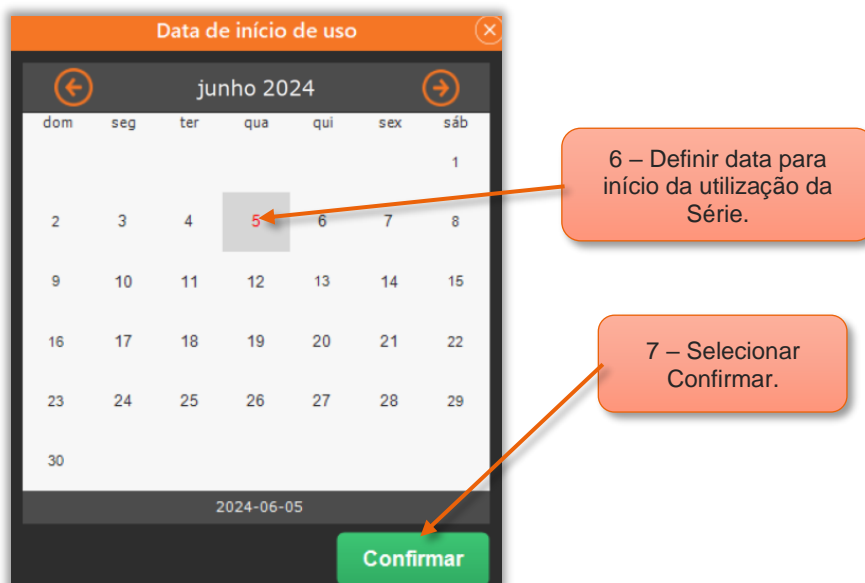 Data de início de uso
junho 2024
dom seg ter qua qui sex sáb
1
2 3 4 5 6 7 8
9 10 11 12 13 14 15
16 17 18 19 20 21 22
23 24 25 26 27 28 29
30
2024-06-05
Confirmar
6 – Definir data para
início da utilização da
Série.
7 – Selecionar
Confirmar.